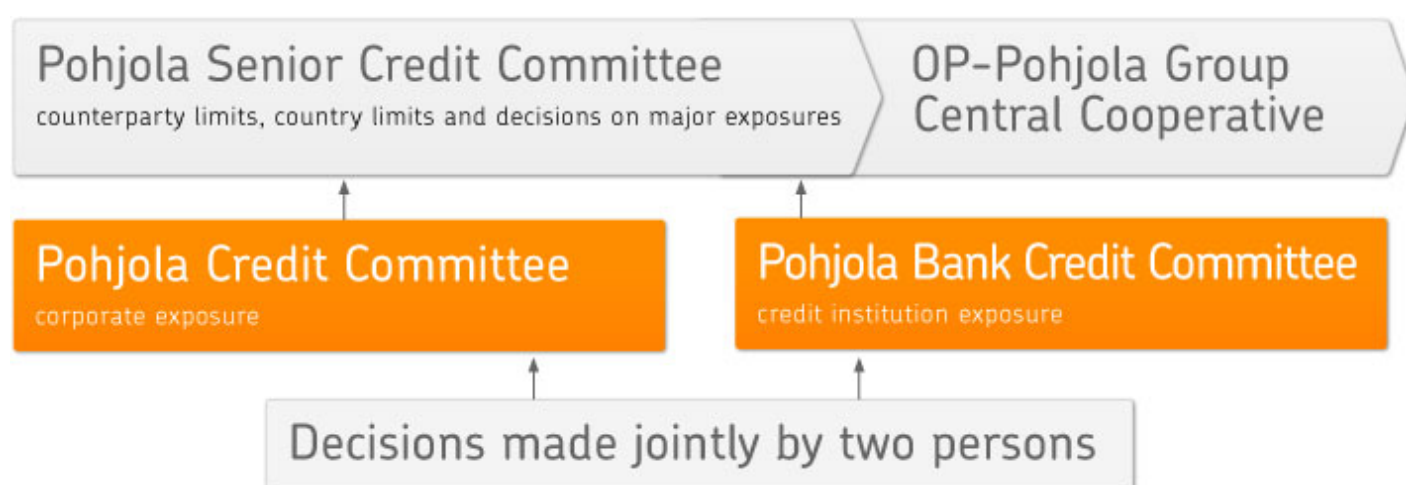 Pohjola Senior Credit Committee
counterparty limits, country limits and decisions on major exposures
OP-Pohjola Group
Central Cooperative
Pohjola Credit Committee
corporate exposure
Pohjola Bank Credit Committee
credit institution exposure
Decisions made jointly by two persons